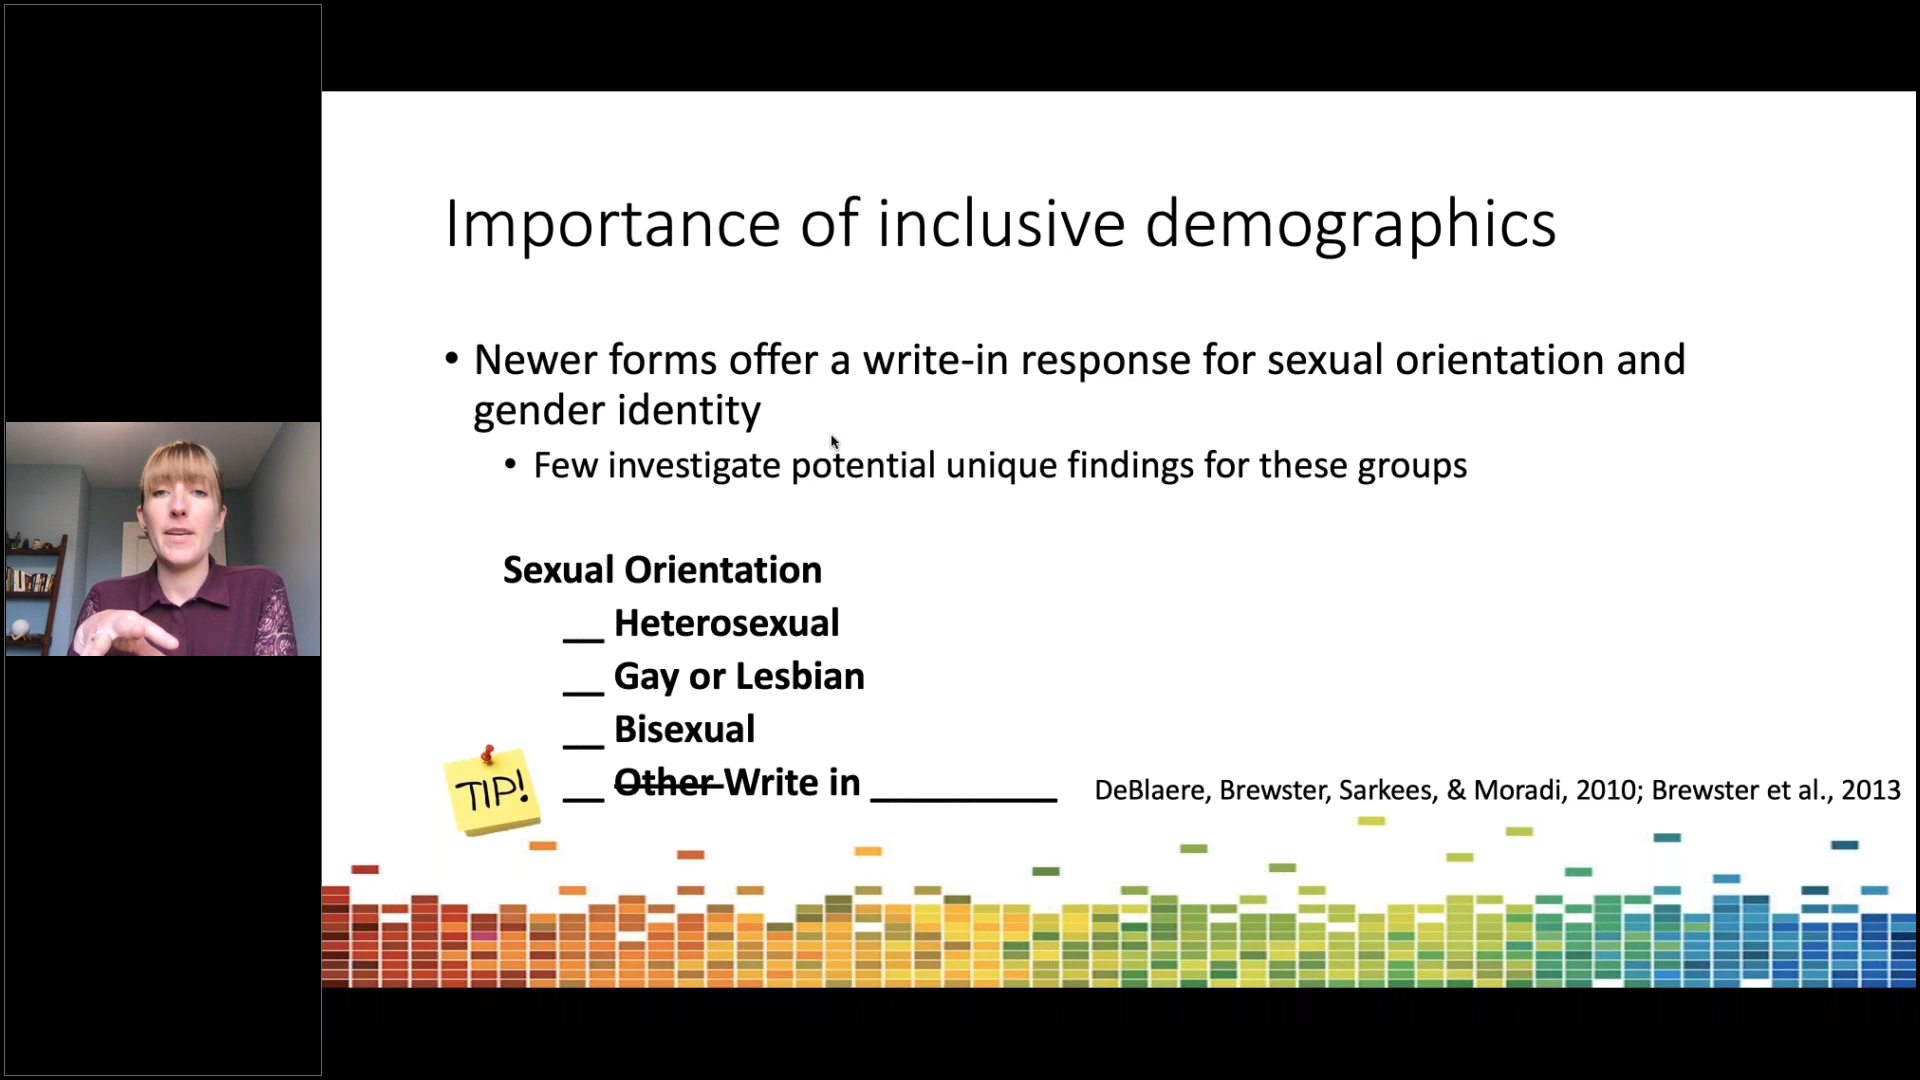 Importance of inclusive demographics
• Newer forms offer a write-in response for sexual orientation and
gender identity
• Few investigate potential unique findings for these groups
Sexual Orientation
__ Heterosexual
__ Gay or Lesbian
__ Bisexual
TIP!
__ Other Write in _________
DeBlaere, Brewster, Sarkees, & Moradi, 2010; Brewster et al., 2013